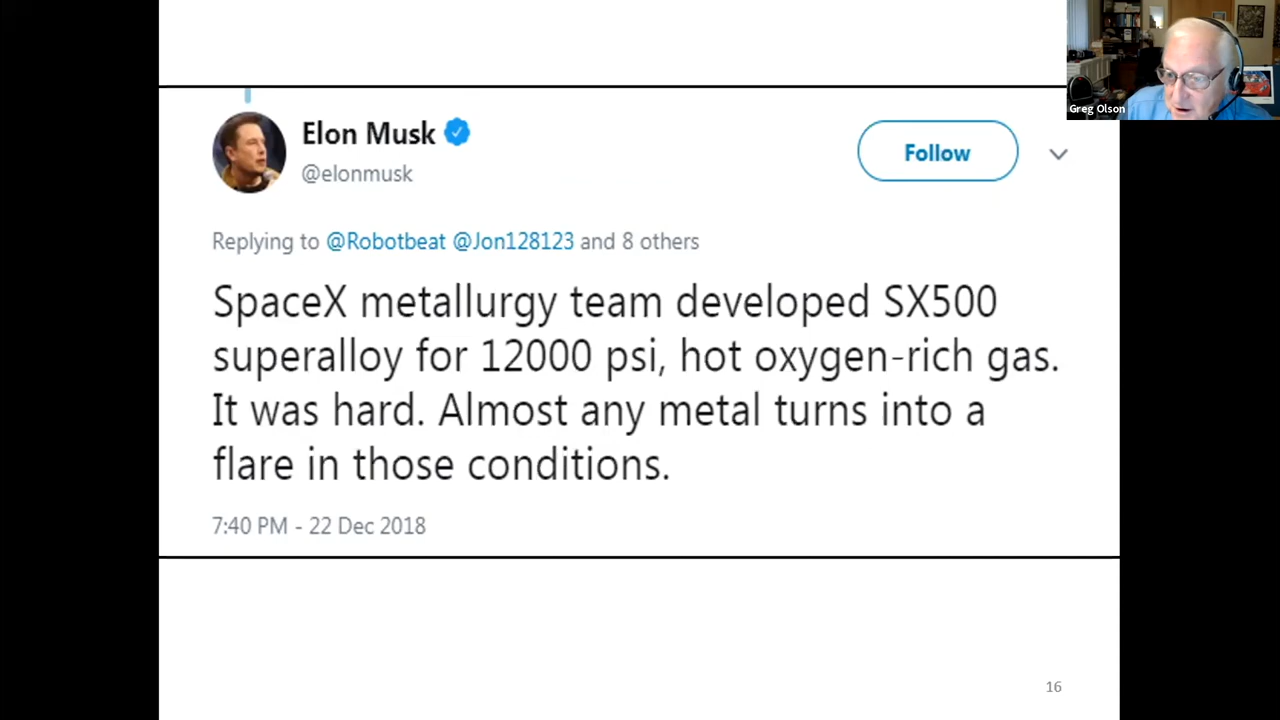 Greg Olson
Elon Musk
@elonmusk
Follow
Replying to @Robotbeat @Jon128123 and 8 others
SpaceX metallurgy team developed SX500
superalloy for 12000 psi, hot oxygen-rich gas.
It was hard. Almost any metal turns into a
flare in those conditions.
7:40 PM - 22 Dec 2018
16